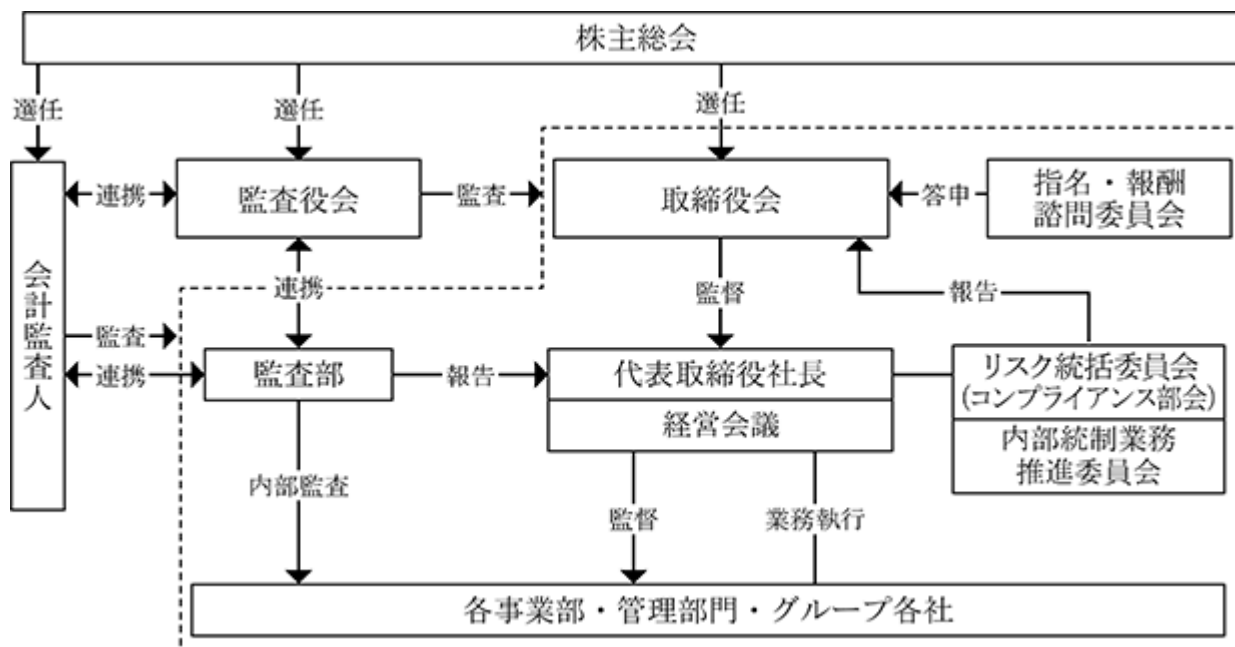 株主総会
選任
選任
選任
監査役会
取締役会
指名・報酬
諮問委員会
連携
監査
答申
会計監査人
連携
監督
報告
監査
連携
監査部
報告
代表取締役社長
経営会議
リスク統括委員会
(コンプライアンス部会)
内部統制業務
推進委員会
内部監査
監督
業務執行
各事業部・管理部門・グループ各社